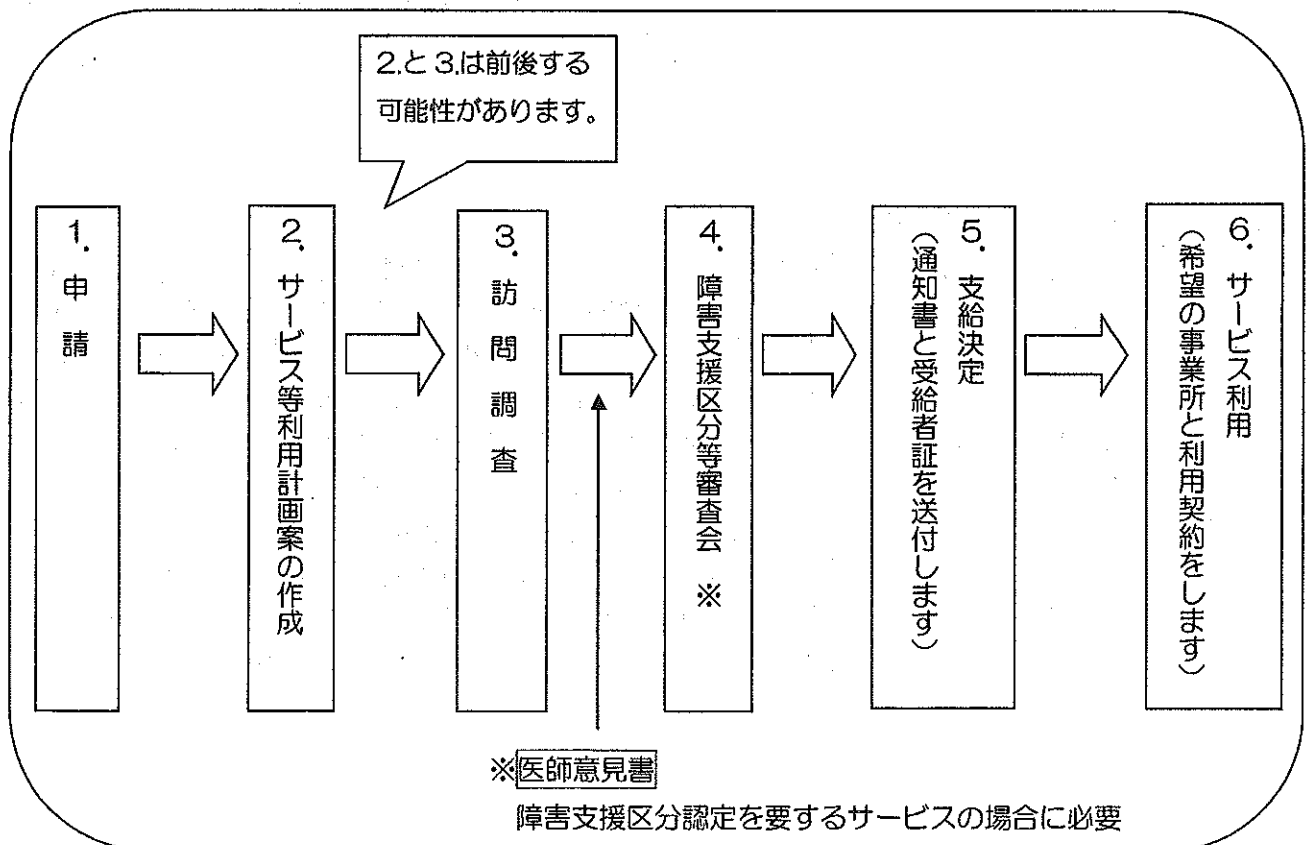 2.と3.は前後する
可能性があります。
1.申請
2.サービス等利用計画案の作成
3.訪問調査
4.障害支援区分等審査会 ※
5.支給決定
(通知書と受給者証を送付します)
6.サービス利用
(希望の事業所と利用契約をします)
※医師意見書
障害支援区分認定を要するサービスの場合に必要